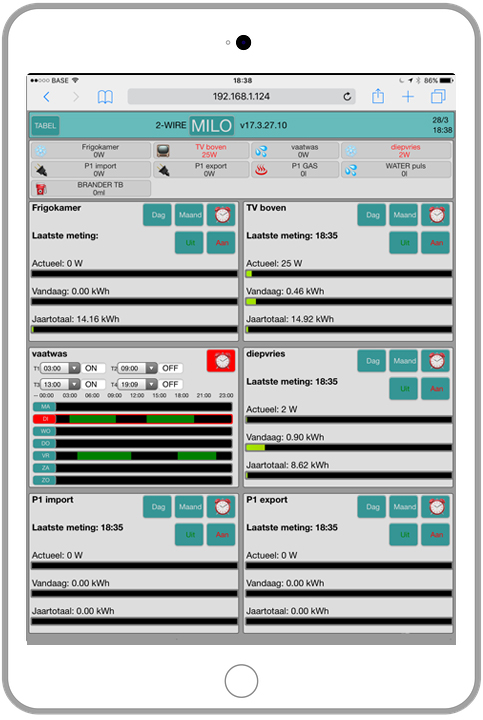 BASE 18:38 86%
192.168.1.124
TABEL 2-WIRE MILO v17.3.27.10 28/3 18:38
Frigokamer 0W TV boven 25W vaatwas 0W diepvries 2W
P1 import 0W P1 export 0W P1 GAS 0l WATER puls 0l
BRANDER TB 0ml
Frigokamer Dag Maand
Laatste meting: Uit Aan
Actueel: 0 W
Vandaag: 0.00 kWh
Jaartotaal: 14.16 kWh
TV boven Dag Maand
Laatste meting: 18:35 Uit Aan
Actueel: 25 W
Vandaag: 0.46 kWh
Jaartotaal: 14.92 kWh
vaatwas
T1 03:00 ON T2 09:00 OFF
T3 13:00 ON T4 19:09 OFF
-- 00:00 03:00 06:00 09:00 12:00 15:00 18:00 21:00 23:00
MA
DI
WO
DO
VR
ZA
ZO
diepvries Dag Maand
Laatste meting: 18:35 Uit Aan
Actueel: 2 W
Vandaag: 0.90 kWh
Jaartotaal: 8.62 kWh
P1 import Dag Maand
Laatste meting: 18:35 Uit Aan
Actueel: 0 W
Vandaag: 0.00 kWh
Jaartotaal: 0.00 kWh
P1 export Dag Maand
Laatste meting: 18:35 Uit Aan
Actueel: 0 W
Vandaag: 0.00 kWh
Jaartotaal: 0.00 kWh